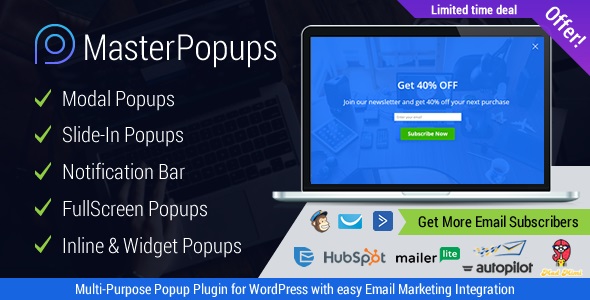 Limited time deal
Offer!
MasterPopups
Modal Popups
Slide-In Popups
Notification Bar
FullScreen Popups
Inline & Widget Popups
Get 40% OFF
Join our newsletter and get 40% off your next purchase
Subscribe Now
Get More Email Subscribers
HubSpot
mailer lite
autopilot
Mad Mimi
Multi-Purpose Popup Plugin for WordPress with easy Email Marketing Integration